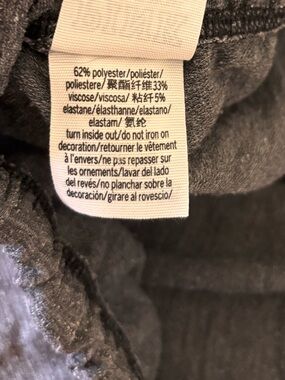 62% polyester/poliéster/
poliestere/ 聚酯纤维33%
viscose/viscosa/ 粘纤5%
elastane/élasthanne/elastano/
elastam/ 氨纶
turn inside out/do not iron on
decoration/retourner le vêtement
à l'envers/ne pas repasser sur
les ornements/lavar del lado
del revés/no planchar sobre la
decoración/girare al rovescio/